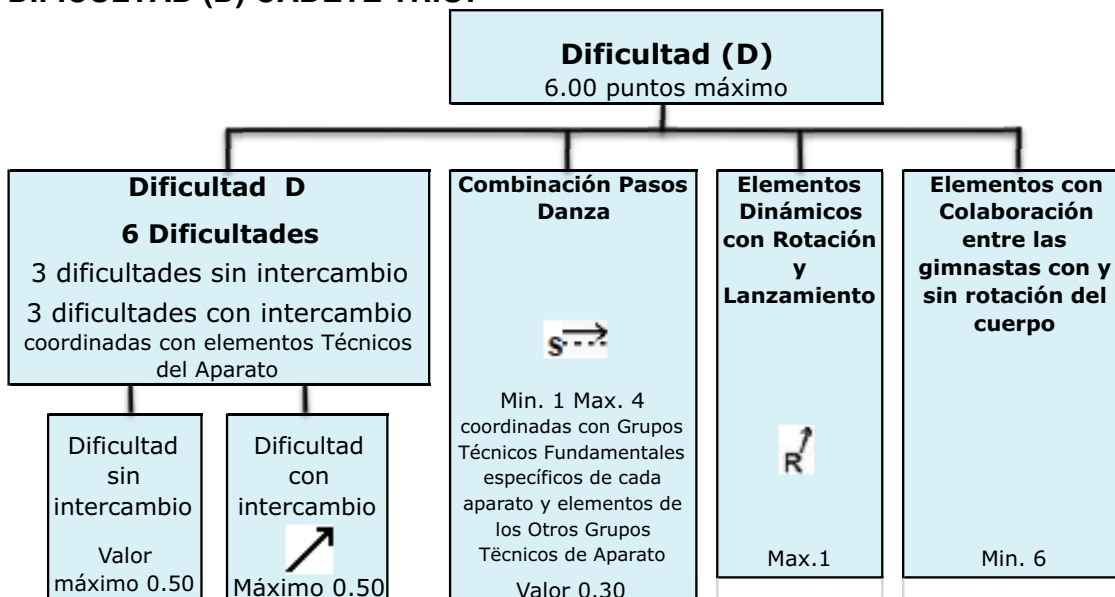 DIFICULTAD (D) CADETE TRIO:
Dificultad (D)
6.00 puntos máximo
Dificultad D
6 Dificultades
3 dificultades sin intercambio
3 dificultades con intercambio
coordinadas con elementos Técnicos
del Aparato
Dificultad
sin
intercambio
Valor
máximo 0.50
Dificultad
con
intercambio
Máximo 0.50
Combinación Pasos
Danza
S
Min. 1 Max. 4
coordinadas con Grupos
Técnicos Fundamentales
específicos de cada
aparato y elementos de
los Otros Grupos
Tëcnicos de Aparato
Valor 0.30
Elementos
Dinámicos
con Rotación
y
Lanzamiento
R
Max.1
Elementos con
Colaboración
entre las
gimnastas con y
sin rotación del
cuerpo
Min. 6